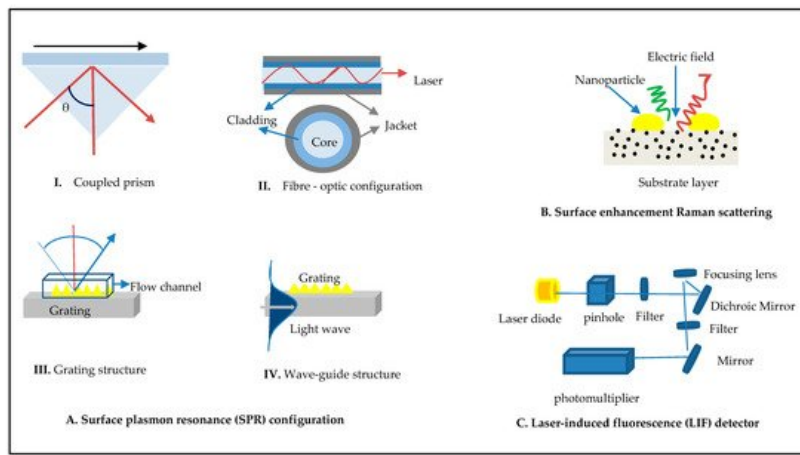 θ
I. Coupled prism
Laser
Cladding
Core
Jacket
II. Fibre - optic configuration
Flow channel
Grating
III. Grating structure
Grating
Light wave
IV. Wave-guide structure
A. Surface plasmon resonance (SPR) configuration
Electric field
Nanoparticle
Substrate layer
B. Surface enhancement Raman scattering
Focusing lens
Laser diode
pinhole
Filter
Dichroic Mirror
Filter
Mirror
photomultiplier
C. Laser-induced fluorescence (LIF) detector